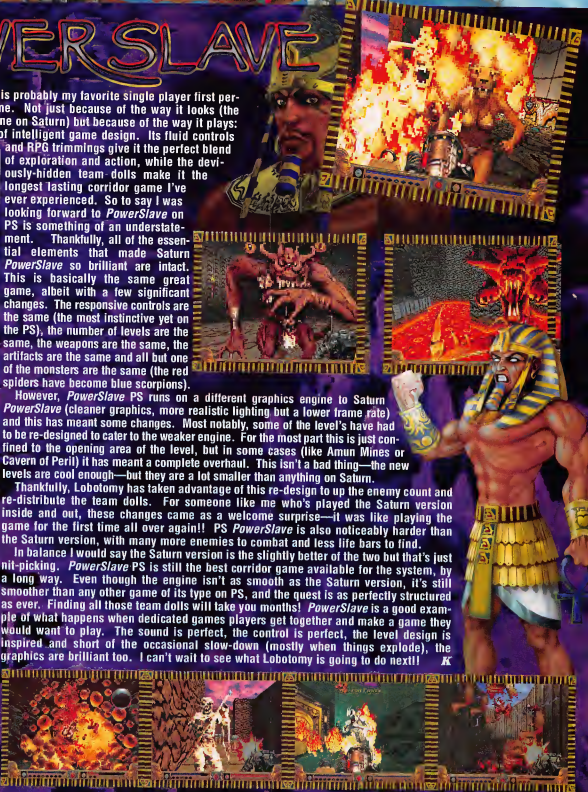 ERSLAVE
is probably my favorite single player first per-
ne. Not just because of the way it looks (the
ne on Saturn) but because of the way it plays:
of intelligent game design. Its fluid controls
and RPG trimmings give it the perfect blend
of exploration and action, while the devi-
ously-hidden team dolls make it the
longest lasting corridor game I've
ever experienced. So to say I was
looking forward to PowerSlave on
PS is something of an understate-
ment. Thankfully, all of the essen-
tial elements that made Saturn
PowerSlave so brilliant are intact.
This is basically the same great
game, albeit with a few significant
changes. The responsive controls are
the same (the most instinctive yet on
the PS), the number of levels are the
same, the weapons are the same, the
artifacts are the same and all but one
of the monsters are the same (the red
spiders have become blue scorpions).
However, PowerSlave PS runs on a different graphics engine to Saturn
PowerSlave (cleaner graphics, more realistic lighting but a lower frame rate)
and this has meant some changes. Most notably, some of the level's have had
to be re-designed to cater to the weaker engine. For the most part this is just con-
fined to the opening area of the level, but in some cases (like Amun Mines or
Cavern of Peril) it has meant a complete overhaul. This isn't a bad thing—the new
levels are cool enough—but they are a lot smaller than anything on Saturn.
Thankfully, Lobotomy has taken advantage of this re-design to up the enemy count and
re-distribute the team dolls. For someone like me who's played the Saturn version
inside and out, these changes came as a welcome surprise—it was like playing the
game for the first time all over again!! PS PowerSlave is also noticeably harder than
the Saturn version, with many more enemies to combat and less life bars to find.
In balance I would say the Saturn version is the slightly better of the two but that's just
nit-picking. PowerSlave PS is still the best corridor game available for the system, by
a long way. Even though the engine isn't as smooth as the Saturn version, it's still
smoother than any other game of its type on PS, and the quest is as perfectly structured
as ever. Finding all those team dolls will take you months! PowerSlave is a good exam-
ple of what happens when dedicated games players get together and make a game they
would want to play. The sound is perfect, the control is perfect, the level design is
inspired and short of the occasional slow-down (mostly when things explode), the
graphics are brilliant too. I can't wait to see what Lobotomy is going to do next!! K